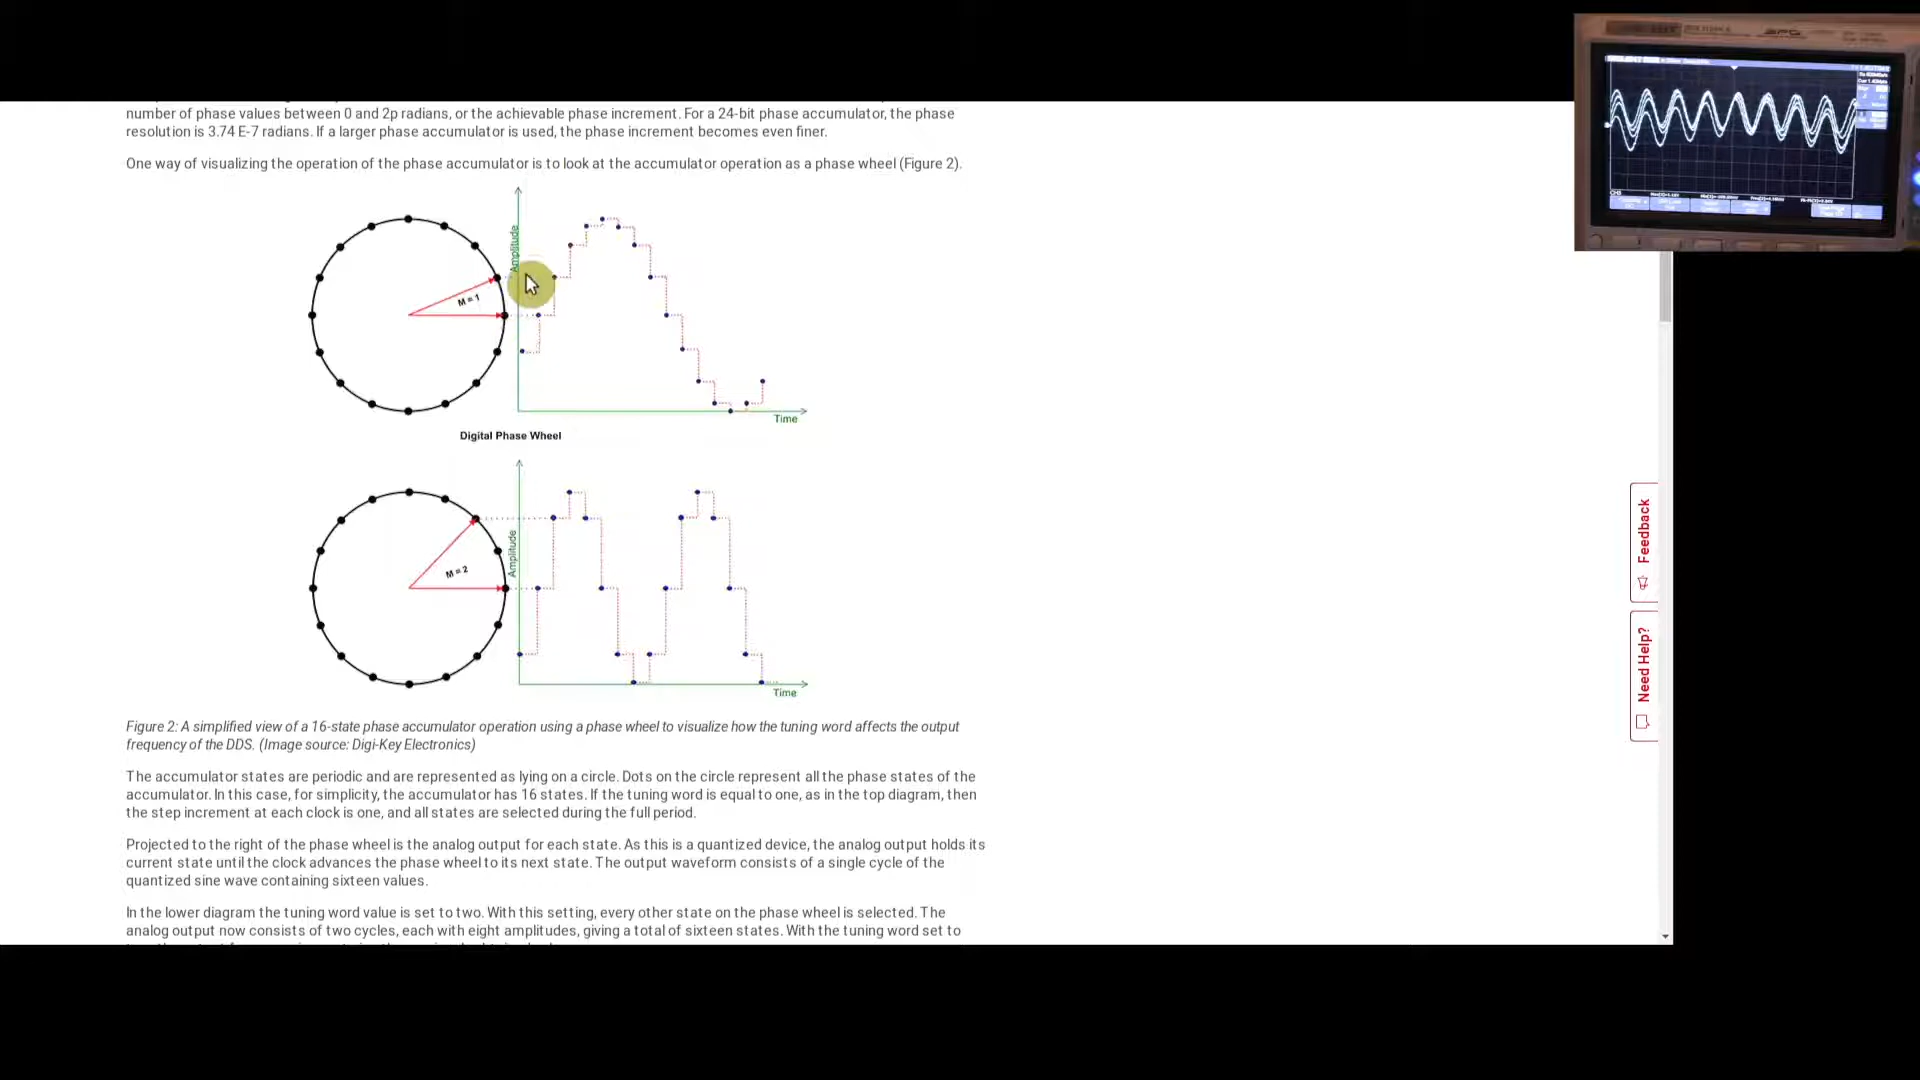 number of phase values between 0 and 2p radians, or the achievable phase increment. For a 24-bit phase accumulator, the phase
resolution is 3.74 E-7 radians. If a larger phase accumulator is used, the phase increment becomes even finer.
One way of visualizing the operation of the phase accumulator is to look at the accumulator operation as a phase wheel (Figure 2).
Amplitude
M = 1
Time
Digital Phase Wheel
Amplitude
M = 2
Time
Feedback
Need Help?
Figure 2: A simplified view of a 16-state phase accumulator operation using a phase wheel to visualize how the tuning word affects the output
frequency of the DDS. (Image source: Digi-Key Electronics)
The accumulator states are periodic and are represented as lying on a circle. Dots on the circle represent all the phase states of the
accumulator. In this case, for simplicity, the accumulator has 16 states. If the tuning word is equal to one, as in the top diagram, then
the step increment at each clock is one, and all states are selected during the full period.
Projected to the right of the phase wheel is the analog output for each state. As this is a quantized device, the analog output holds its
current state until the clock advances the phase wheel to its next state. The output waveform consists of a single cycle of the
quantized sine wave containing sixteen values.
In the lower diagram the tuning word value is set to two. With this setting, every other state on the phase wheel is selected. The
analog output now consists of two cycles, each with eight amplitudes, giving a total of sixteen states. With the tuning word set to